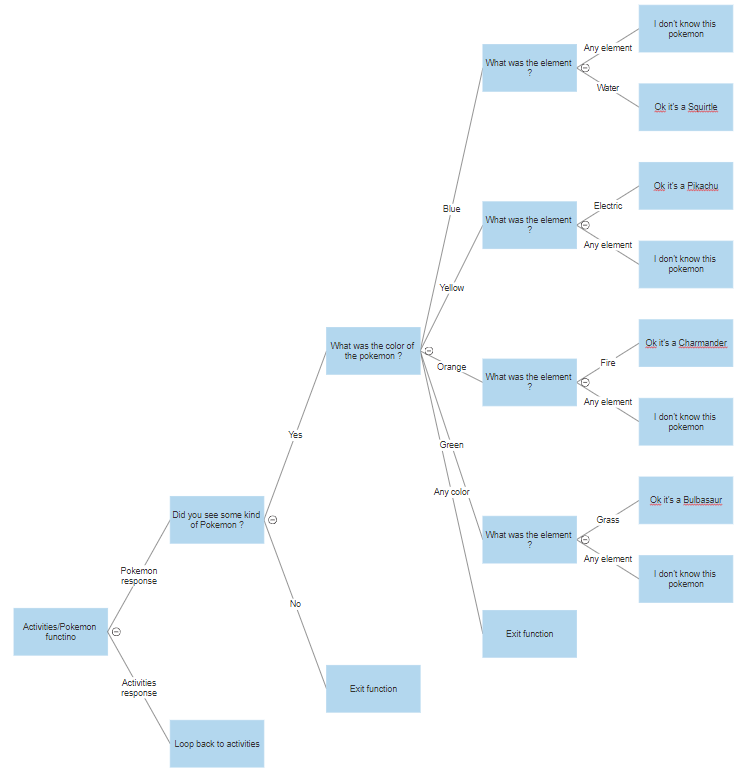 I don't know this
pokemon
Any element
What was the element
?
Water
Ok it's a Squirtle
Ok it's a Pikachu
Electric
Blue
What was the element
?
Any element
I don't know this
pokemon
Yellow
What was the color of
the pokemon ?
Ok it's a Charmander
Fire
Orange
What was the element
?
Any element
I don't know this
pokemon
Yes
Green
Any color
Ok it's a Bulbasaur
Did you see some kind
of Pokemon ?
Grass
What was the element
?
Any element
I don't know this
pokemon
Pokemon
response
No
Activities/Pokemon
functino
Exit function
Activities
response
Exit function
Loop back to activities